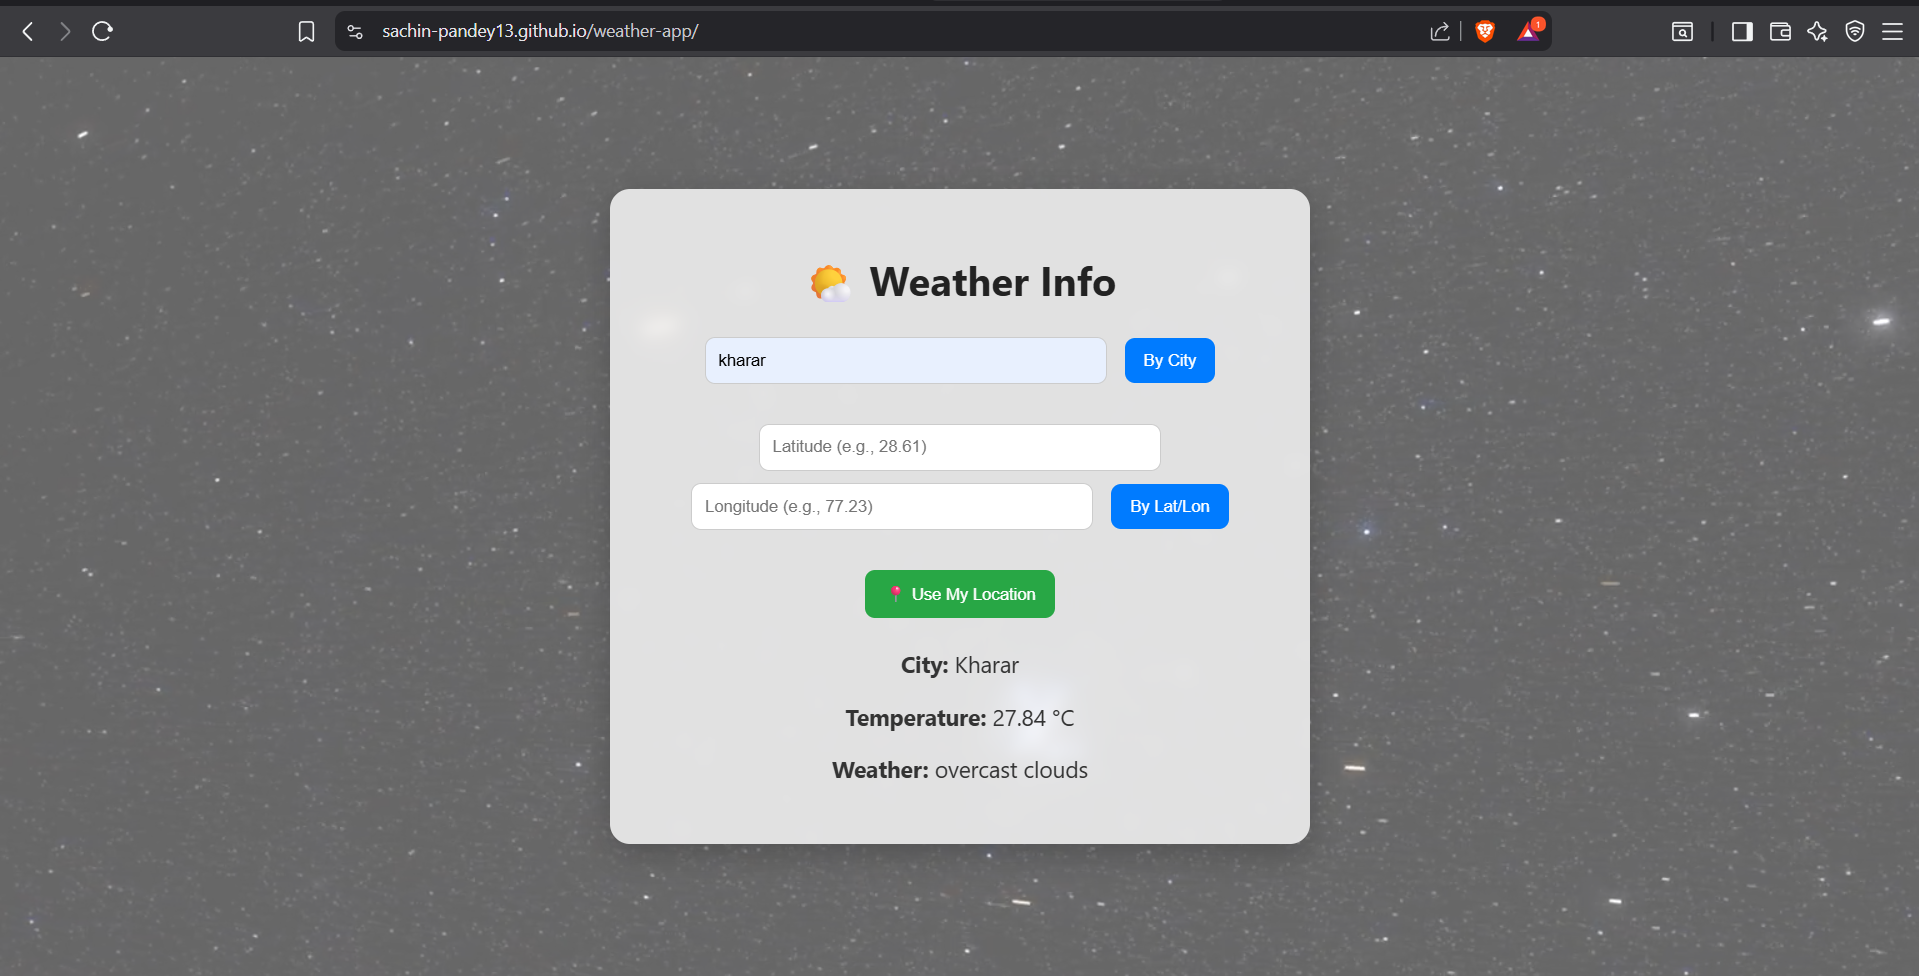 sachin-pandey13.github.io/weather-app/
1
Weather Info
kharar
By City
Latitude (e.g., 28.61)
Longitude (e.g., 77.23)
By Lat/Lon
Use My Location
City: Kharar
Temperature: 27.84 °C
Weather: overcast clouds